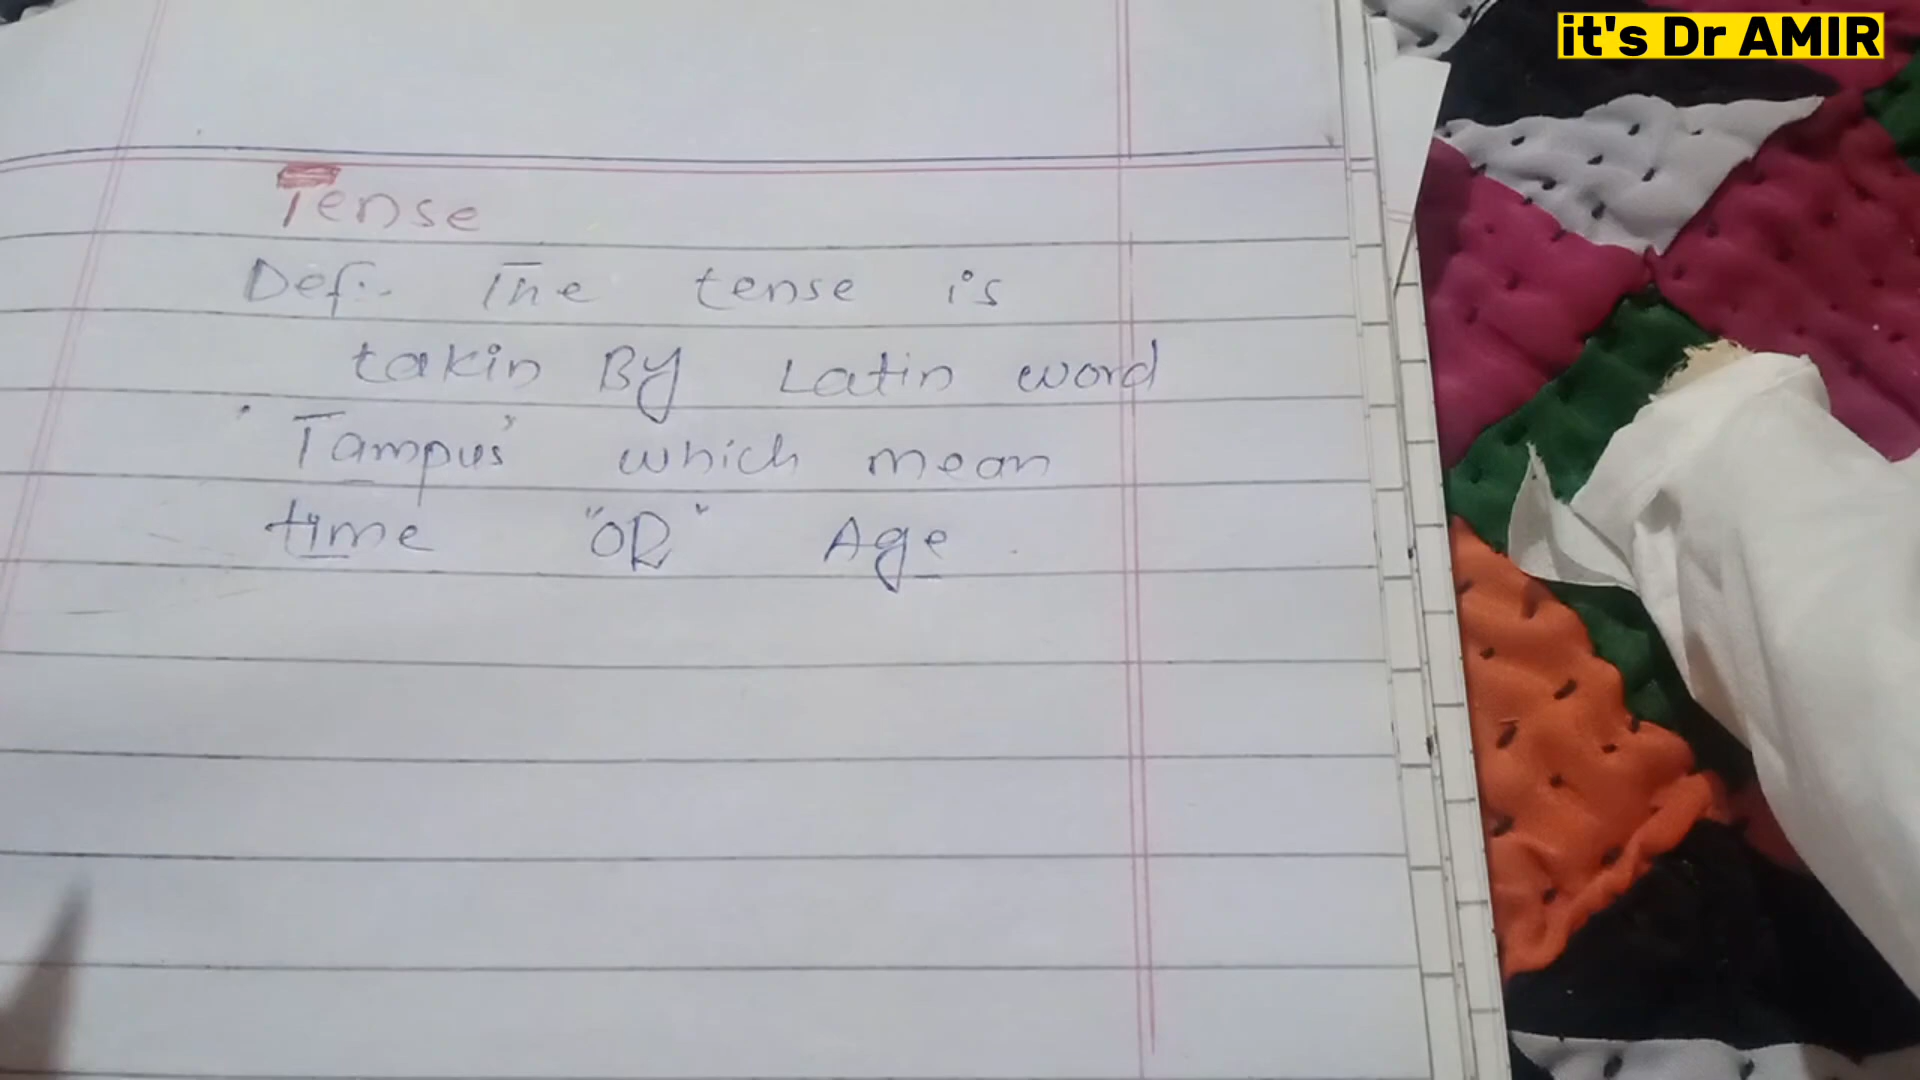 it's Dr AMIR
Tense
Def:- The tense is
takin By Latin word
"Tampus" which mean
time "OR" Age.